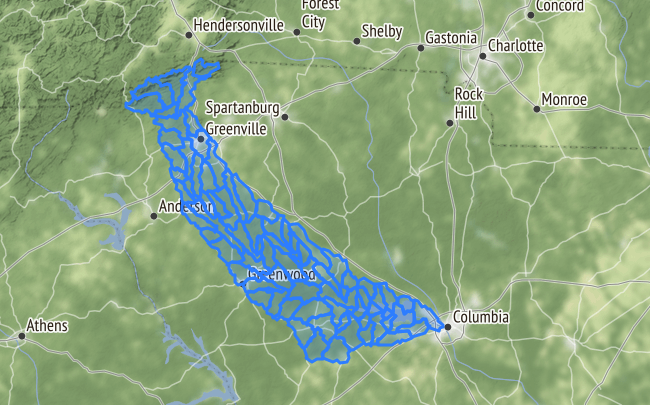 Forest
City
Concord
Hendersonville
Shelby
Gastonia
Charlotte
Rock
Hill
Monroe
Spartanburg
Greenville
Anderson
Greenwood
Columbia
Athens